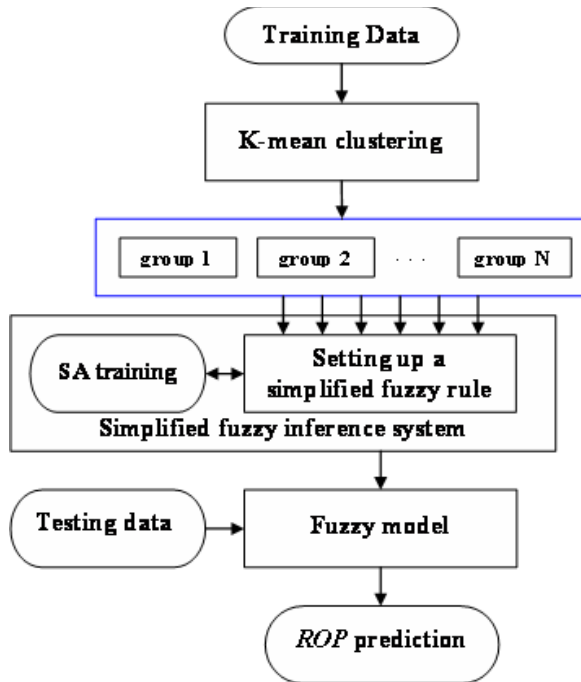 Training Data
K-mean clustering
group 1 group 2 . . . group N
SA training
Setting up a
simplified fuzzy rule
Simplified fuzzy inference system
Testing data
Fuzzy model
ROP prediction